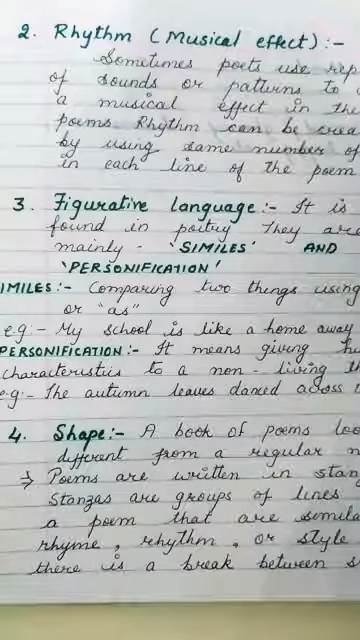 2. Rhythm (Musical effect) :-
Sometimes poets use
of sounds or patterns to
a musical effect in the
poems. Rhythm can be
by using same number of
in each line of the poem
3. Figurative language :- It is
found in poetry They are
mainly - 'SIMILES' AND
'PERSONIFICATION'
IMILES :- Comparing two things using
or "as"
e.g :- My school is like a home away
PERSONIFICATION :- It means giving
characteristics to a non - living
e.g :- The autumn leaves danced across
4. Shape :- A book of poems
different from a regular
⇒ Poems are written in
Stanzas are groups of lines
a poem that are
rhyme, rhythm, or style
there is a break between